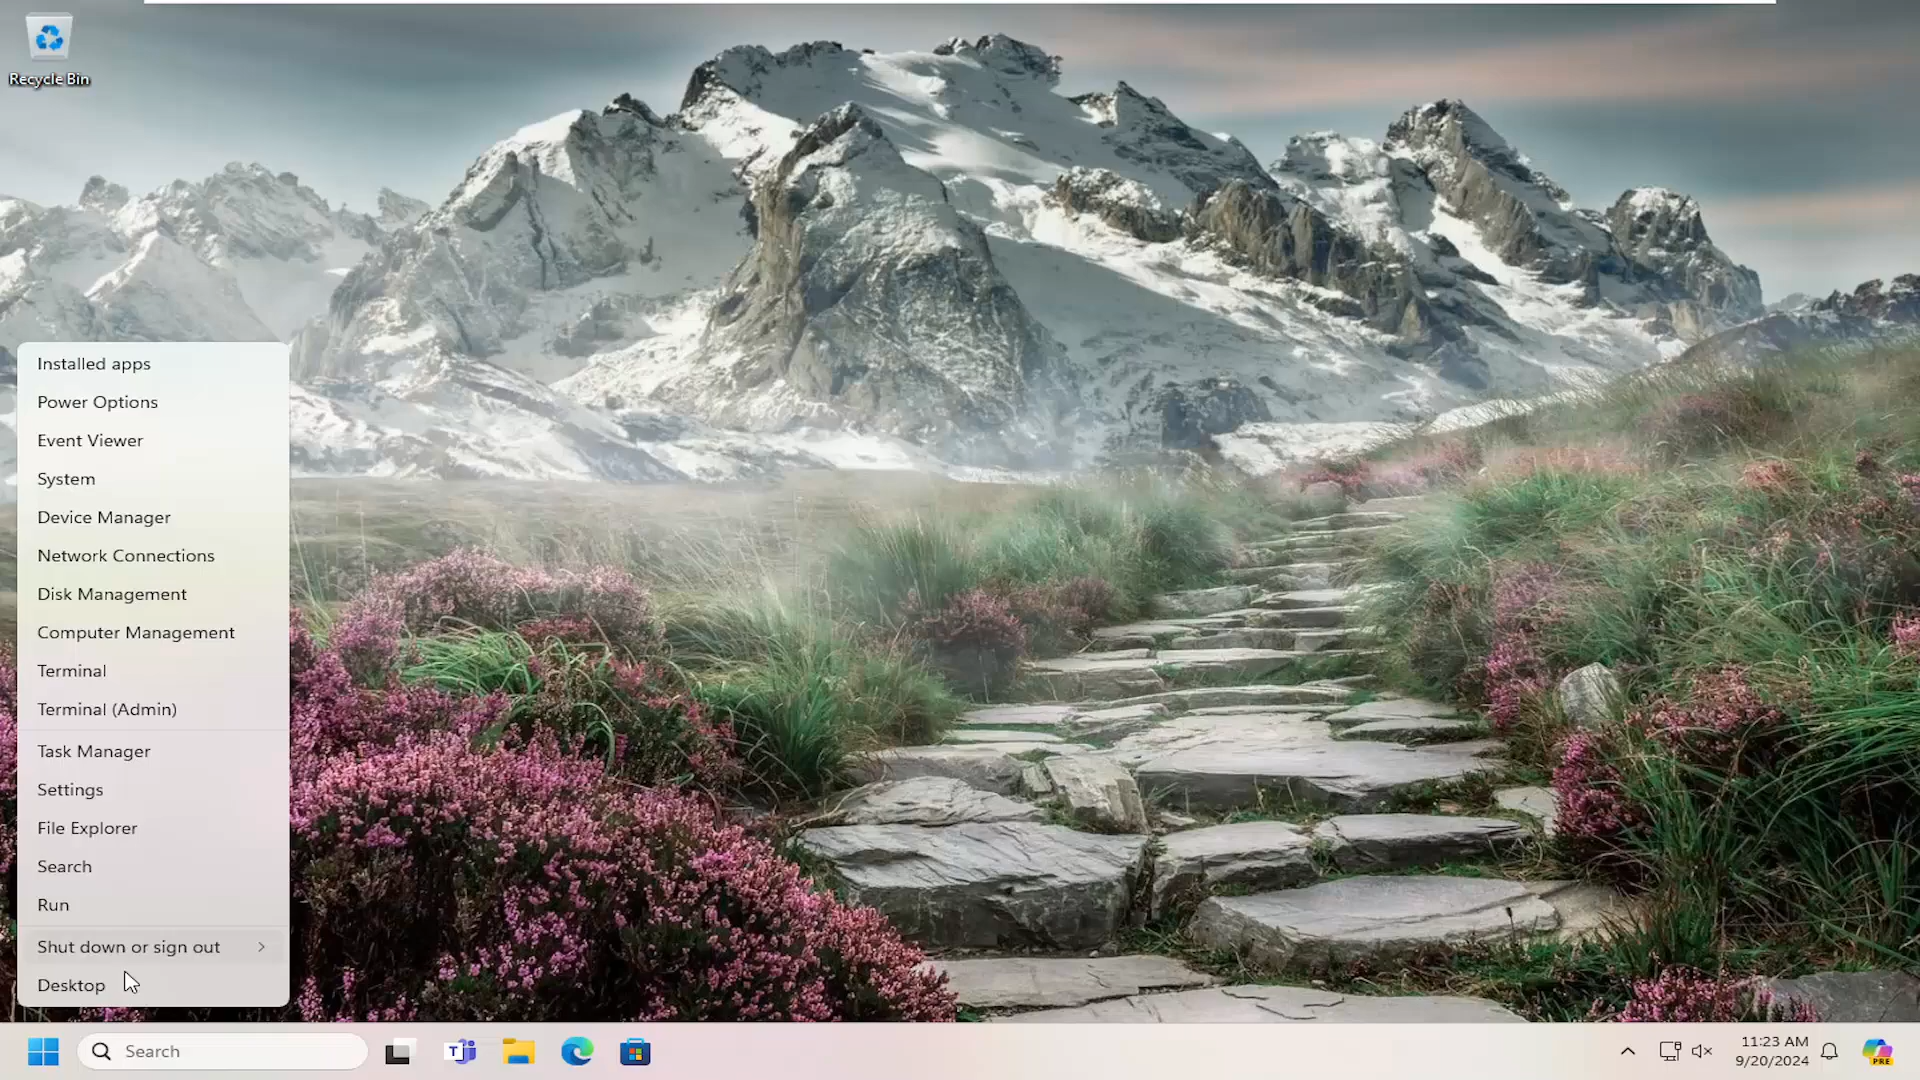 Recycle Bin
Installed apps
Power Options
Event Viewer
System
Device Manager
Network Connections
Disk Management
Computer Management
Terminal
Terminal (Admin)
Task Manager
Settings
File Explorer
Search
Run
Shut down or sign out
Desktop
Search
T
11:23 AM
9/20/2024
PRE